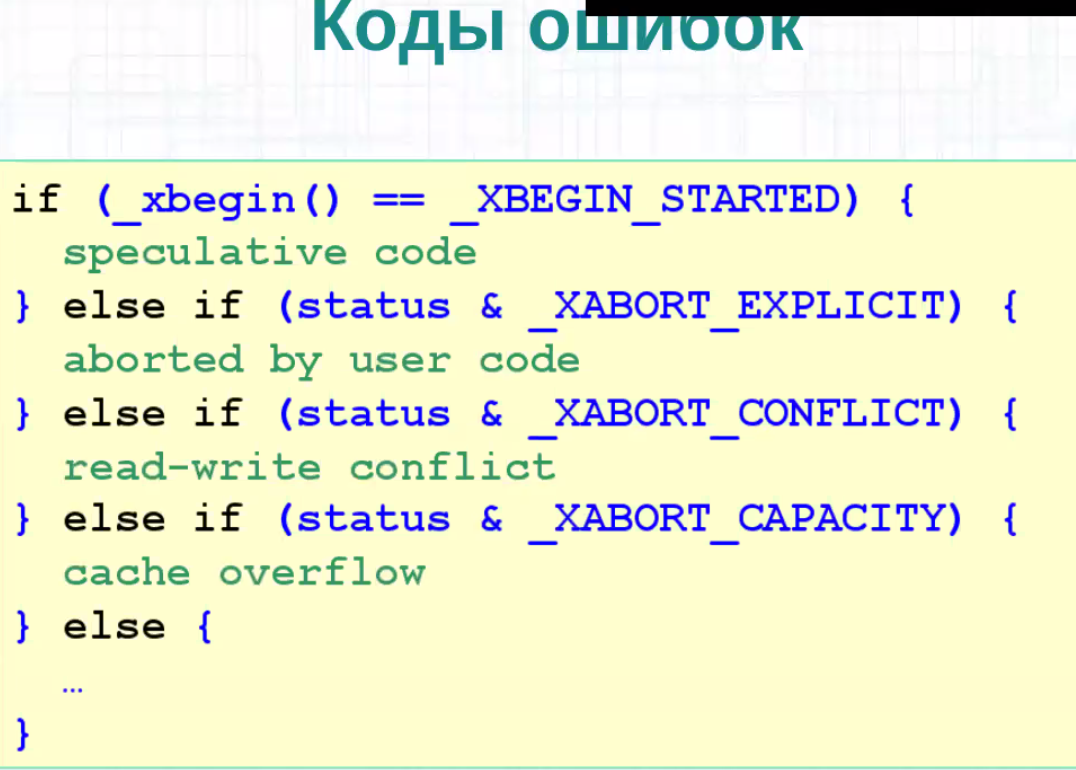 Коды ошибок
if (_xbegin() == _XBEGIN_STARTED) {
speculative code
} else if (status & _XABORT_EXPLICIT) {
aborted by user code
} else if (status & _XABORT_CONFLICT) {
read-write conflict
} else if (status & _XABORT_CAPACITY) {
cache overflow
} else {
…
}